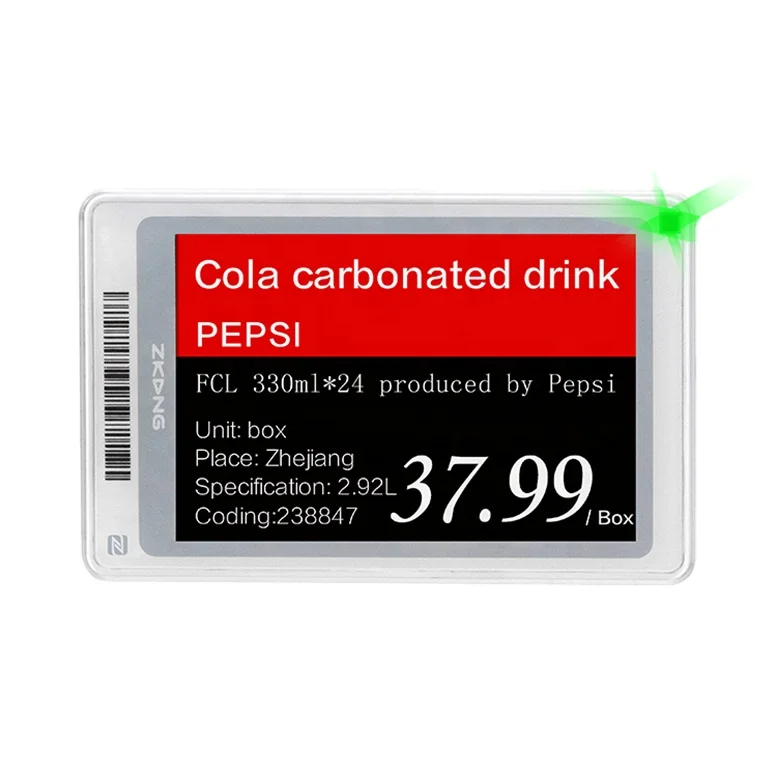 Cola carbonated drink
PEPSI
FCL 330ml*24 produced by Pepsi
Unit: box
Place: Zhejiang
Specification: 2.92L
Coding:238847
37.99/ Box
ZKANG